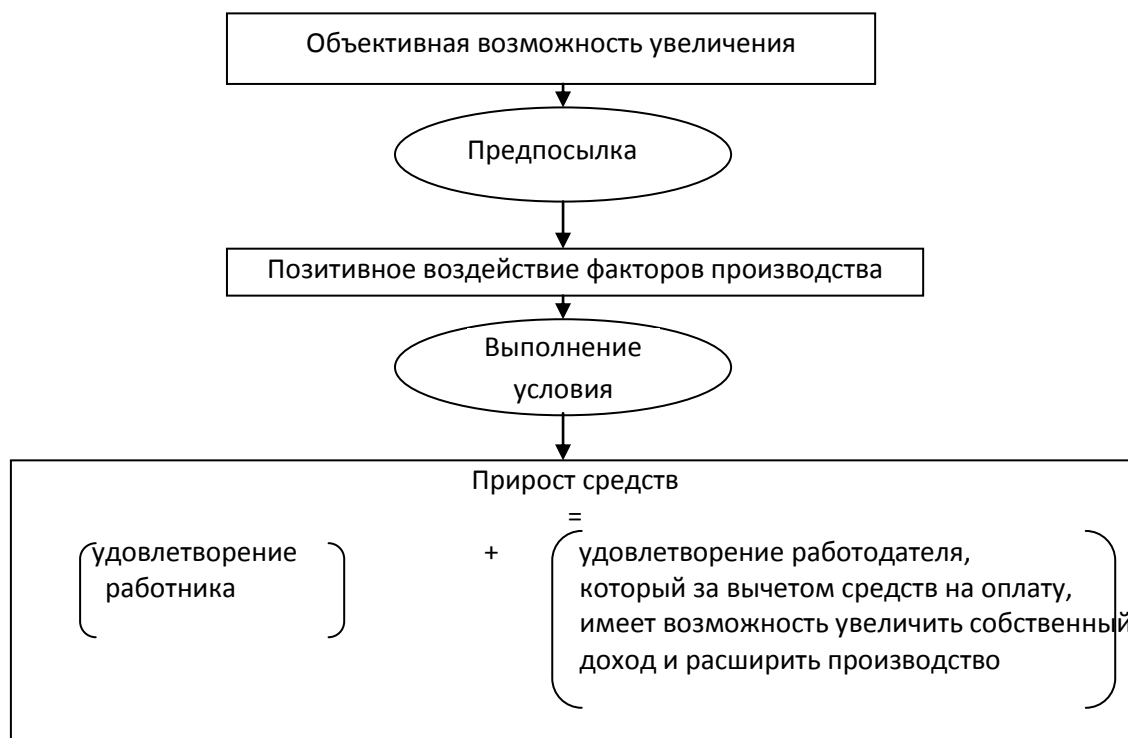 Объективная возможность увеличения
Предпосылка
Позитивное воздействие факторов производства
Выполнение
условия
Прирост средств
=
удовлетворение
работника
+
удовлетворение работодателя,
который за вычетом средств на оплату,
имеет возможность увеличить собственный
доход и расширить производство